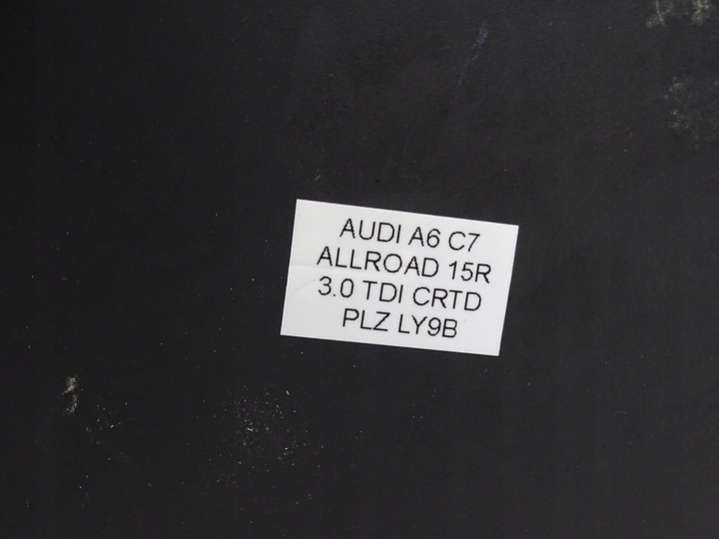 AUDI A6 C7
ALLROAD 15R
3.0 TDI CRTD
PLZ LY9B